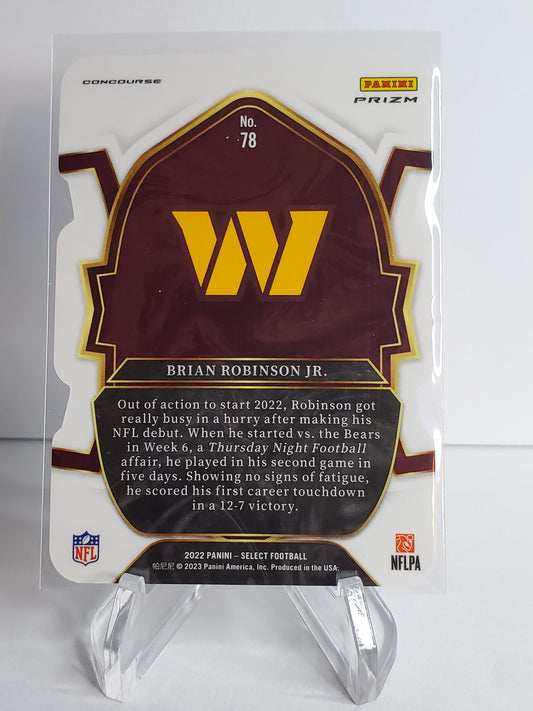 CONCOURSE
PANINI
PRIZM
No.
78
W
BRIAN ROBINSON JR.
Out of action to start 2022, Robinson got
really busy in a hurry after making his
NFL debut. When he started vs. the Bears
in Week 6, a Thursday Night Football
affair, he played in his second game in
five days. Showing no signs of fatigue,
he scored his first career touchdown
in a 12-7 victory.
NFL
NFLPA
2022 PANINI – SELECT FOOTBALL
帕尼尼 © 2023 Panini America, Inc. Produced in the USA.